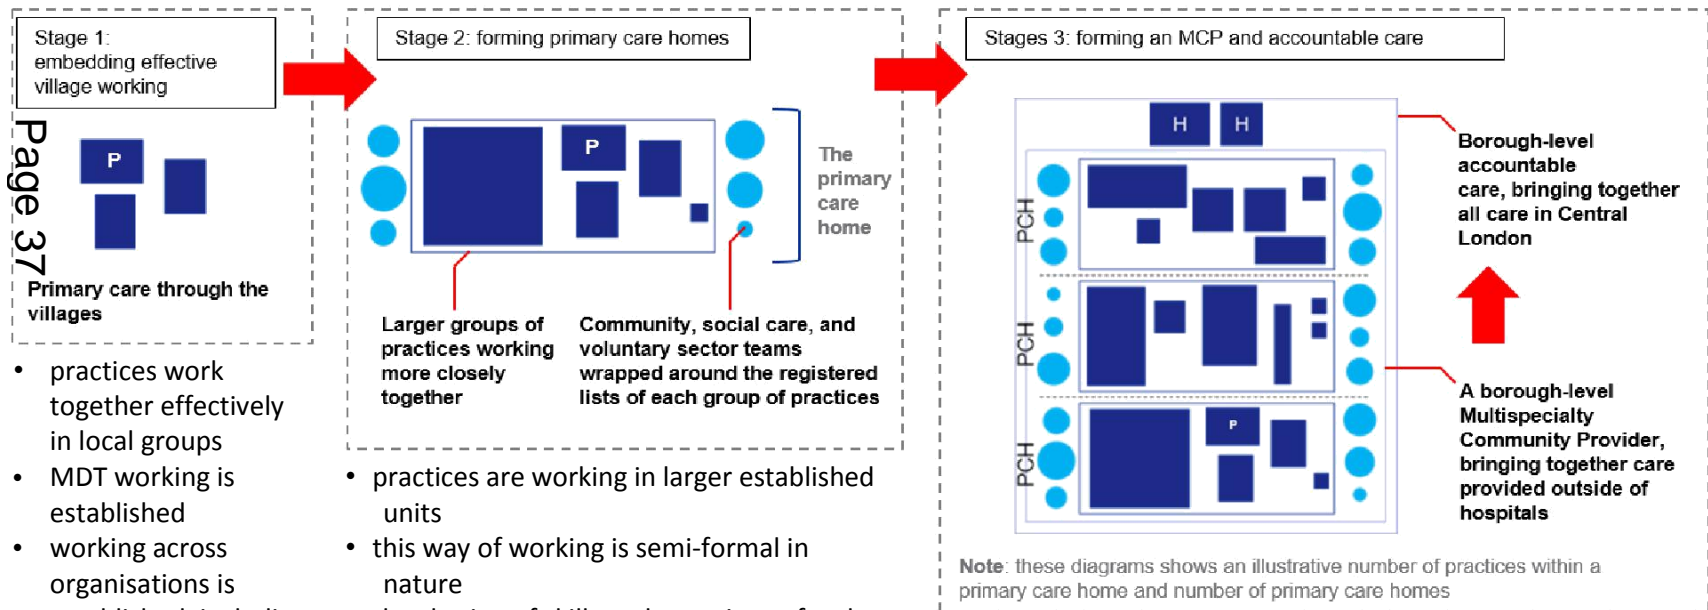 Stage 1:
embedding effective
village working
Page 37
P
Primary care through the
villages
• practices work
together effectively
in local groups
• MDT working is
established
• working across
organisations is
Stage 2: forming primary care homes
P
The
primary
care
home
Larger groups of
practices working
more closely
together
Community, social care, and
voluntary sector teams
wrapped around the registered
lists of each group of practices
• practices are working in larger established
units
• this way of working is semi-formal in
nature
Stages 3: forming an MCP and accountable care
H H
PCH
PCH
PCH
P
Borough-level
accountable
care, bringing together
all care in Central
London
A borough-level
Multispecialty
Community Provider,
bringing together care
provided outside of
hospitals
Note: these diagrams shows an illustrative number of practices within a
primary care home and number of primary care homes